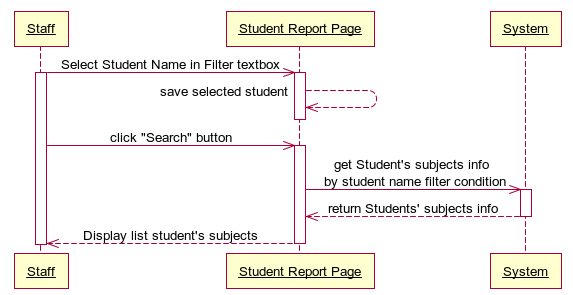 Staff
Student Report Page
System
Select Student Name in Filter textbox
save selected student
click "Search" button
get Student's subjects info
by student name filter condition
return Students' subjects info
Display list student's subjects
Staff
Student Report Page
System